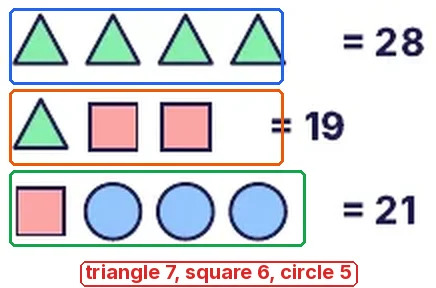 = 28
= 19
= 21
triangle 7, square 6, circle 5